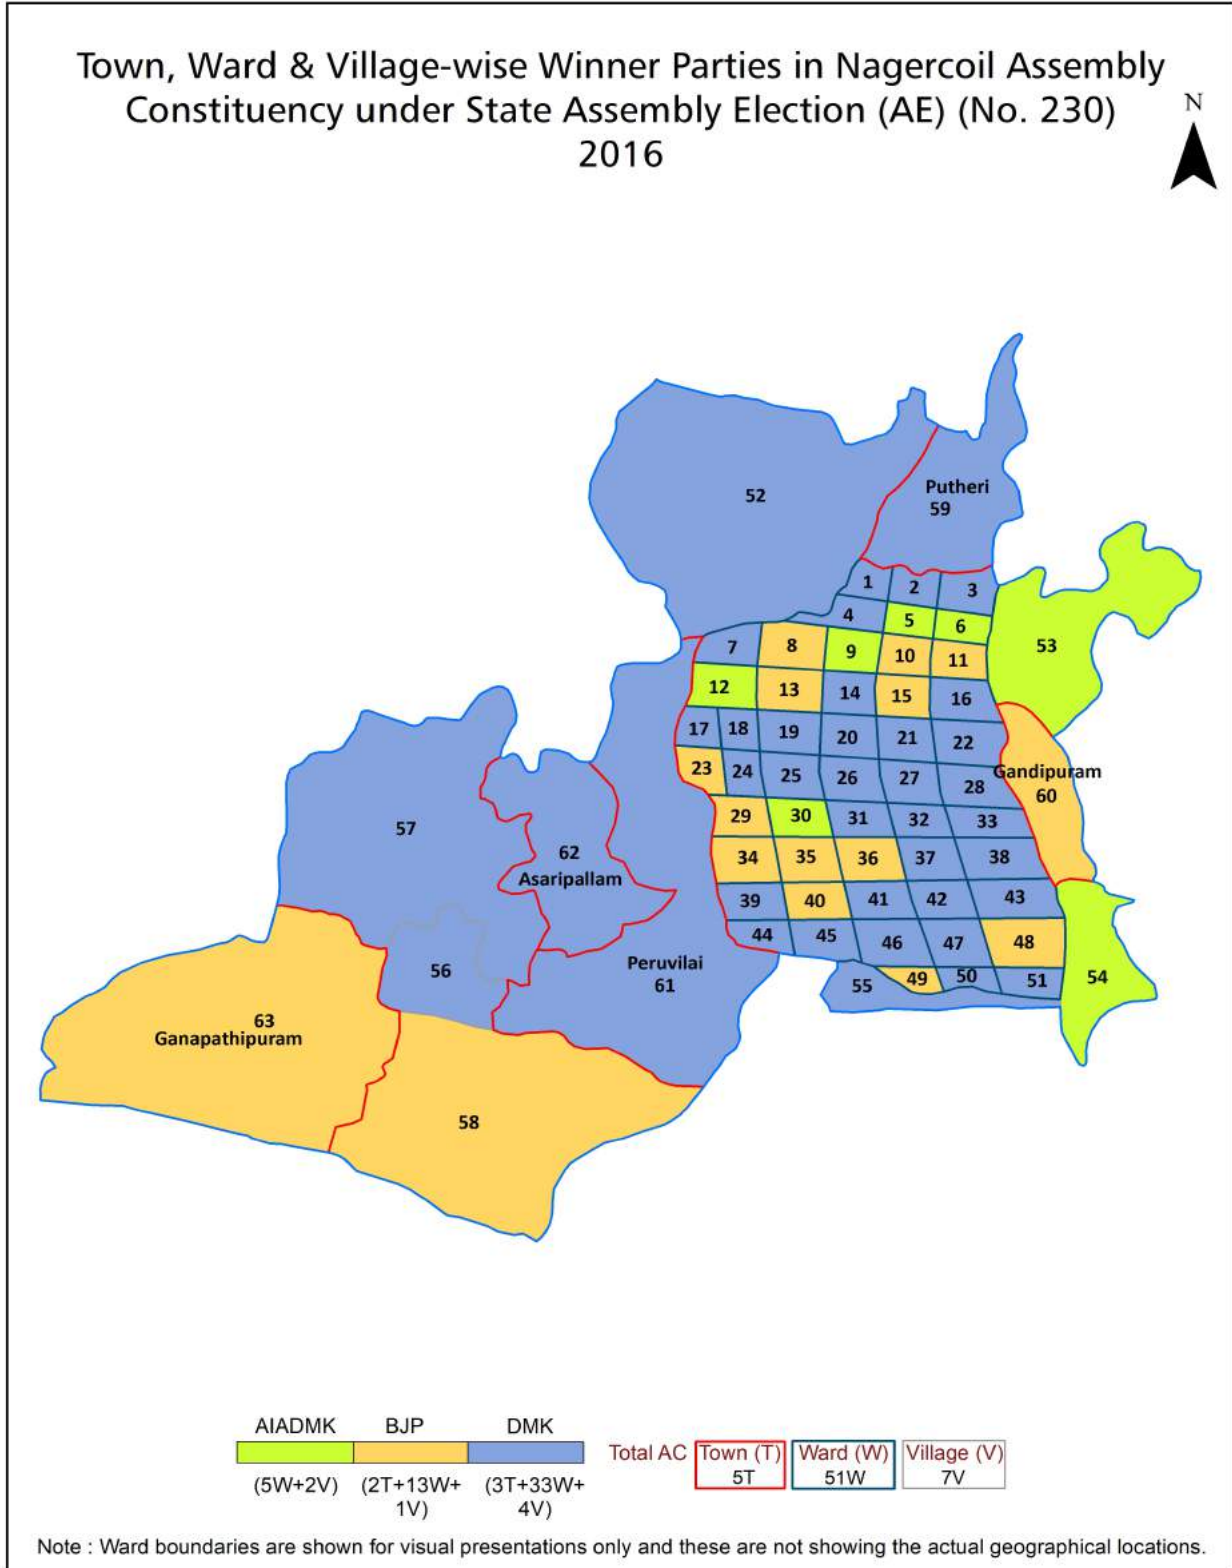 Town, Ward & Village-wise Winner Parties in Nagercoil Assembly
Constituency under State Assembly Election (AE) (No. 230)
2016
N
52
Putheri
59
1 2 3
4 5 6
53
7 8 9 10 11
12 13 14 15 16
17 18 19 20 21 22
23 24 25 26 27 28
Gandipuram
60
29 30 31 32 33
57
62
Asaripallam
34 35 36 37 38
39 40 41 42 43
44 45 46 47 48
56
Peruvilai
61
55 49 50 51
54
63
Ganapathipuram
58
AIADMK BJP DMK
(5W+2V) (2T+13W+ (3T+33W+
1V) 4V)
Total AC Town (T) Ward (W) Village (V)
5T 51W 7V
Note : Ward boundaries are shown for visual presentations only and these are not showing the actual geographical locations.